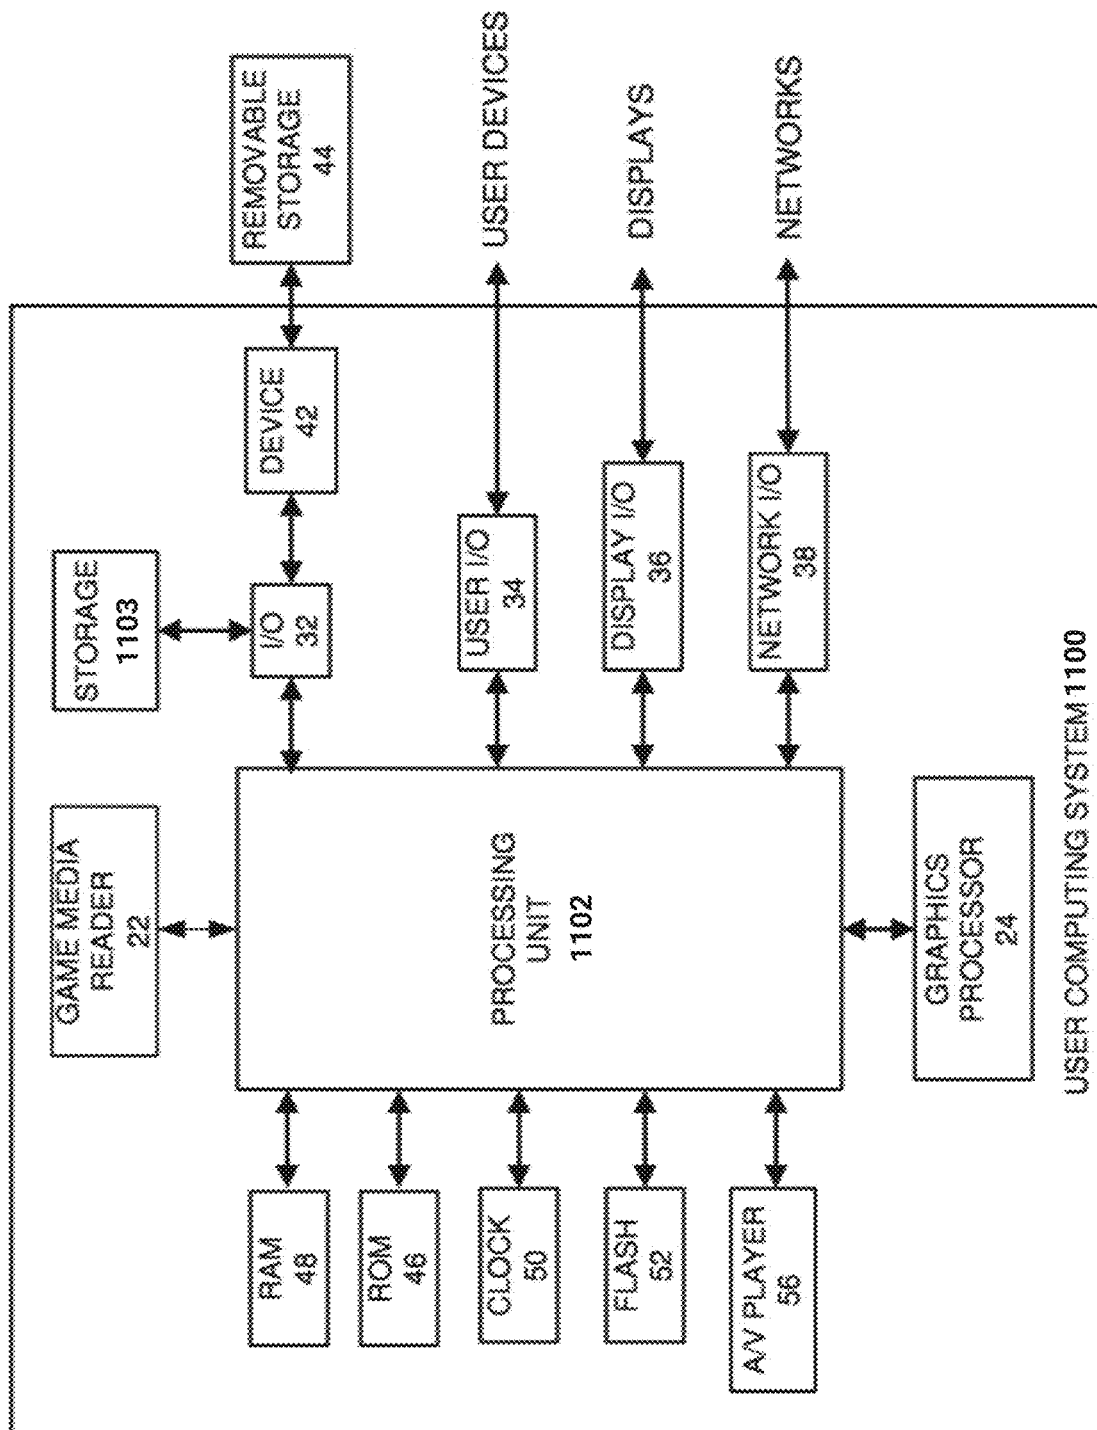 GAME MEDIA
READER
22
STORAGE
1103
RAM
48
I/O
32
DEVICE
42
REMOVABLE
STORAGE
44
ROM
46
CLOCK
50
PROCESSING
UNIT
1102
USER I/O
34
USER DEVICES
FLASH
52
DISPLAY I/O
36
DISPLAYS
A/V PLAYER
56
NETWORK I/O
38
NETWORKS
GRAPHICS
PROCESSOR
24
USER COMPUTING SYSTEM 1100